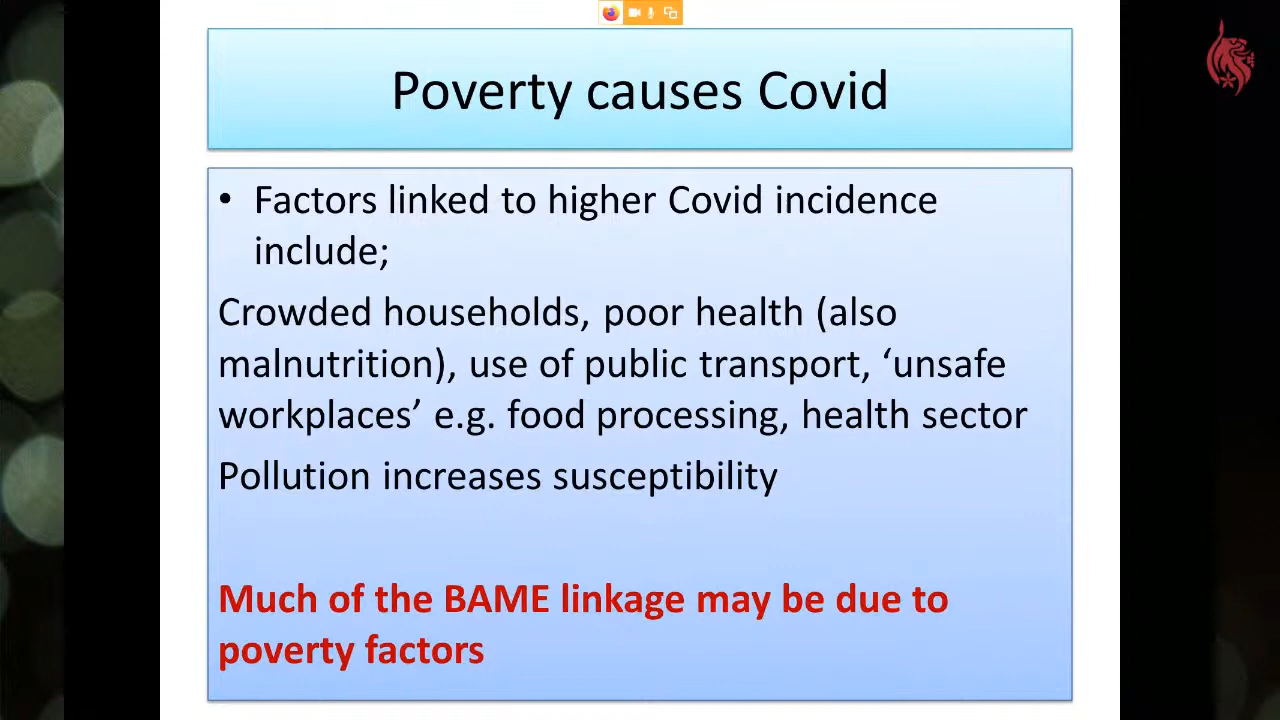 Poverty causes Covid
• Factors linked to higher Covid incidence
include;
Crowded households, poor health (also
malnutrition), use of public transport, ‘unsafe
workplaces’ e.g. food processing, health sector
Pollution increases susceptibility
Much of the BAME linkage may be due to
poverty factors